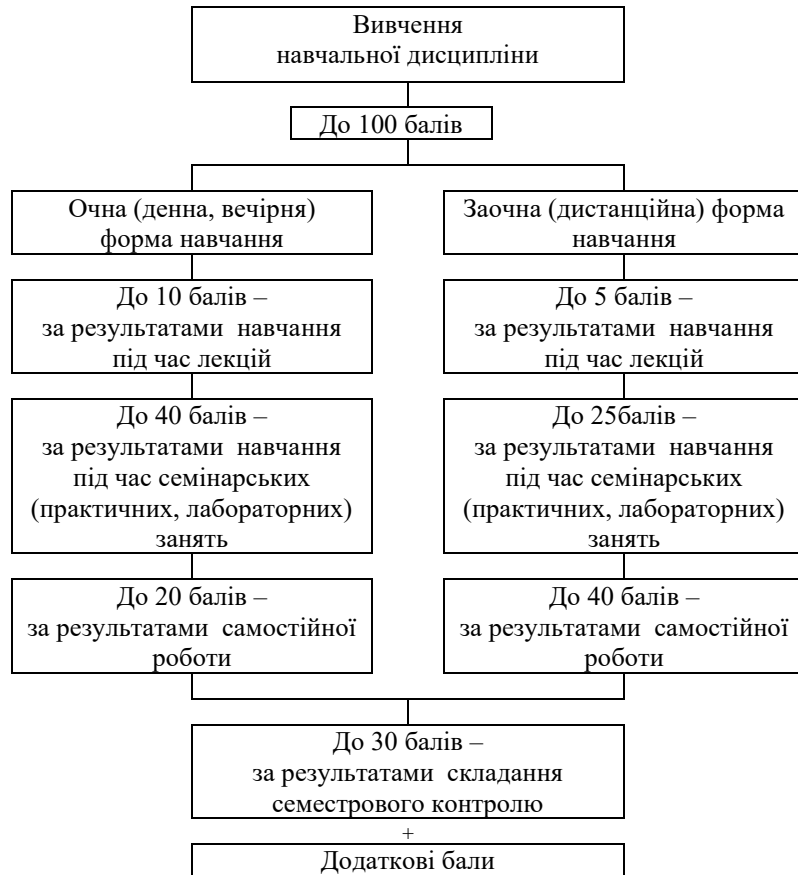 Вивчення
навчальної дисципліни
До 100 балів
Очна (денна, вечірня)
форма навчання
До 10 балів –
за результатами навчання
під час лекцій
До 40 балів –
за результатами навчання
під час семінарських
(практичних, лабораторних)
занять
До 20 балів –
за результатами самостійної
роботи
Заочна (дистанційна) форма
навчання
До 5 балів –
за результатами навчання
під час лекцій
До 25балів –
за результатами навчання
під час семінарських
(практичних, лабораторних)
занять
До 40 балів –
за результатами самостійної
роботи
До 30 балів –
за результатами складання
семестрового контролю
+
Додаткові бали